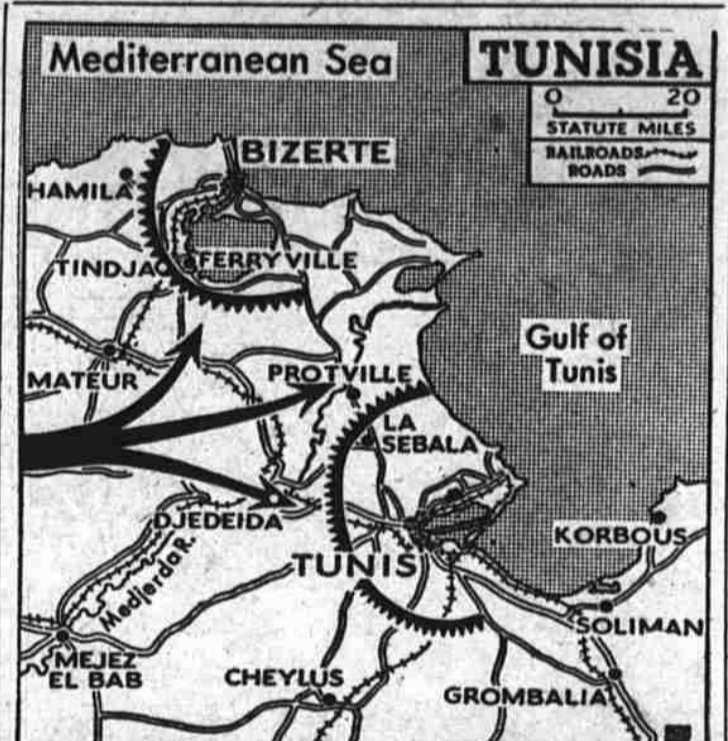 Mediterranean Sea
TUNISIA
0 20
STATUTE MILES
RAILROADS
ROADS
BIZERTE
HAMILA
TINDJA
FERRYVILLE
Gulf of
Tunis
MATEUR
PROTVILLE
LA
SEBALA
DJEDEIDA
KORBOUS
TUNIS
Medjerda R.
SOLIMAN
MEJEZ
EL BAB
CHEYLUS
GROMBALIA